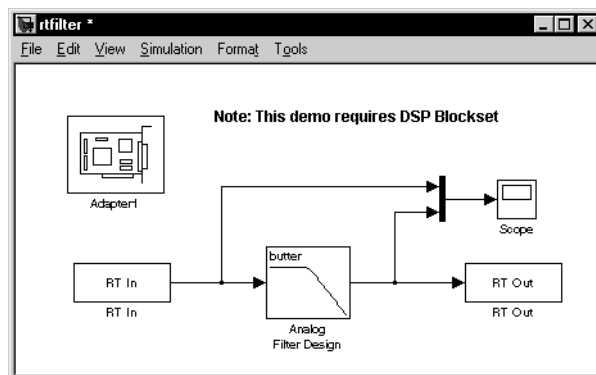 rtfilter *
File Edit View Simulation Format Tools
Note: This demo requires DSP Blockset
Adapter1
Scope
butter
RT In
RT Out
RT In
Analog
Filter Design
RT Out